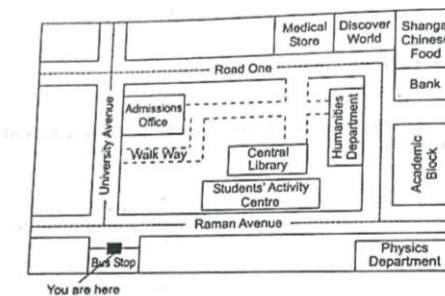 Medical
Store
Discover
World
Chinese
Food
Road One
Bank
University Avenue
Admissions
Office
Walk Way
Central
Library
Humanities
Department
Students' Activity
Centre
Academic
Block
Raman Avenue
Bus Stop
Physics
Department
You are here